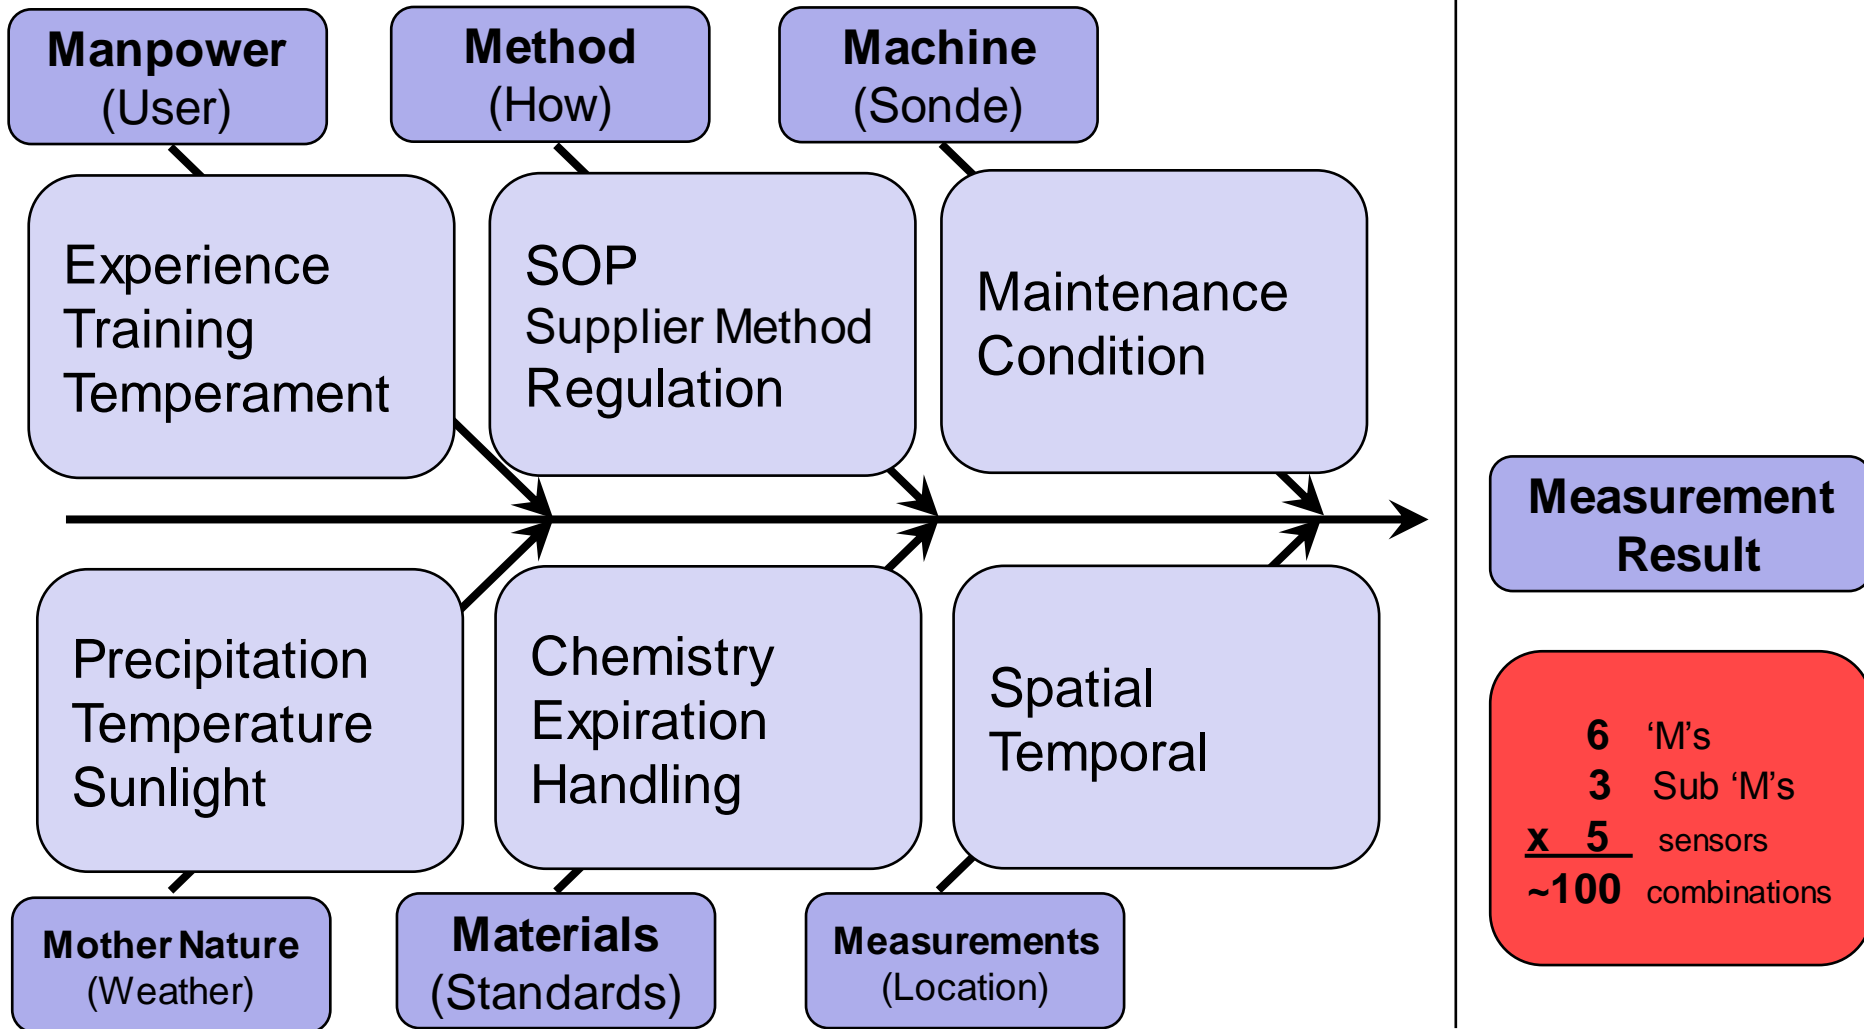 Manpower
(User)
Method
(How)
Machine
(Sonde)
Experience
Training
Temperament
SOP
Supplier Method
Regulation
Maintenance
Condition
Measurement
Result
Precipitation
Temperature
Sunlight
Chemistry
Expiration
Handling
Spatial
Temporal
6 ‘M’s
3 Sub ‘M’s
x 5 sensors
~100 combinations
Mother Nature
(Weather)
Materials
(Standards)
Measurements
(Location)